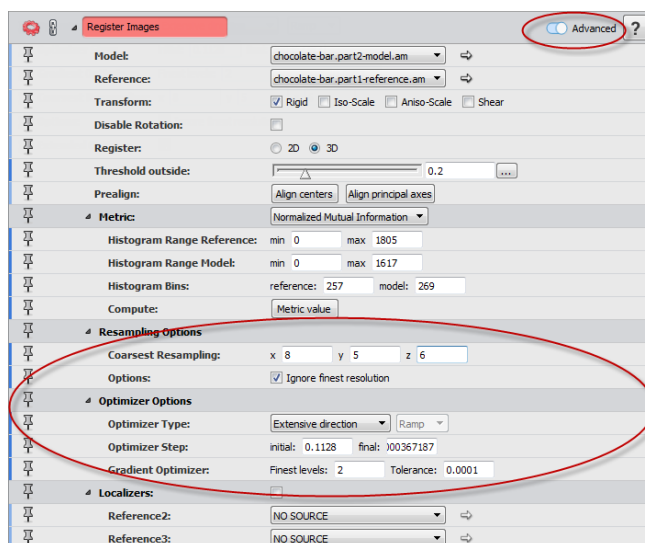 Register Images Advanced ?
Model: chocolate-bar.part2-model.am
Reference: chocolate-bar.part1-reference.am
Transform: Rigid Iso-Scale Aniso-Scale Shear
Disable Rotation:
Register: 2D 3D
Threshold outside: 0.2 ...
Prealign: Align centers Align principal axes
Metric: Normalized Mutual Information
Histogram Range Reference: min 0 max 1805
Histogram Range Model: min 0 max 1617
Histogram Bins: reference: 257 model: 269
Compute: Metric value
Resampling Options
Coarsest Resampling: x 8 y 5 z 6
Options: Ignore finest resolution
Optimizer Options
Optimizer Type: Extensive direction Ramp
Optimizer Step: initial: 0.1128 final: 000367187
Gradient Optimizer: Finest levels: 2 Tolerance: 0.0001
Localizers:
Reference2: NO SOURCE
Reference3: NO SOURCE